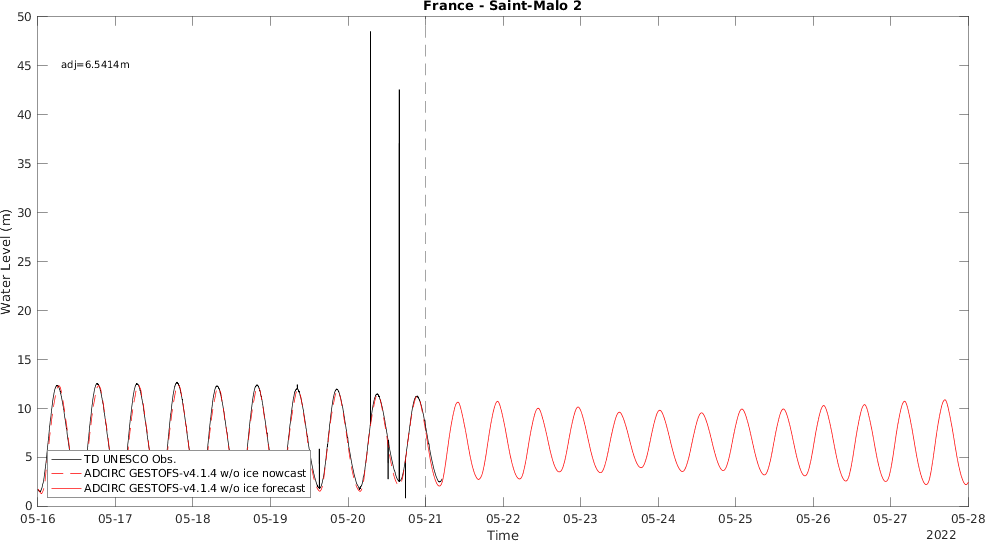 France - Saint-Malo 2
50
45
40
35
30
25
20
15
10
5
0
Water Level (m)
adj=6.5414m
TD UNESCO Obs.
ADCIRC GESTOFS-v4.1.4 w/o ice nowcast
ADCIRC GESTOFS-v4.1.4 w/o ice forecast
05-16 05-17 05-18 05-19 05-20 05-21 05-22 05-23 05-24 05-25 05-26 05-27 05-28
Time
2022